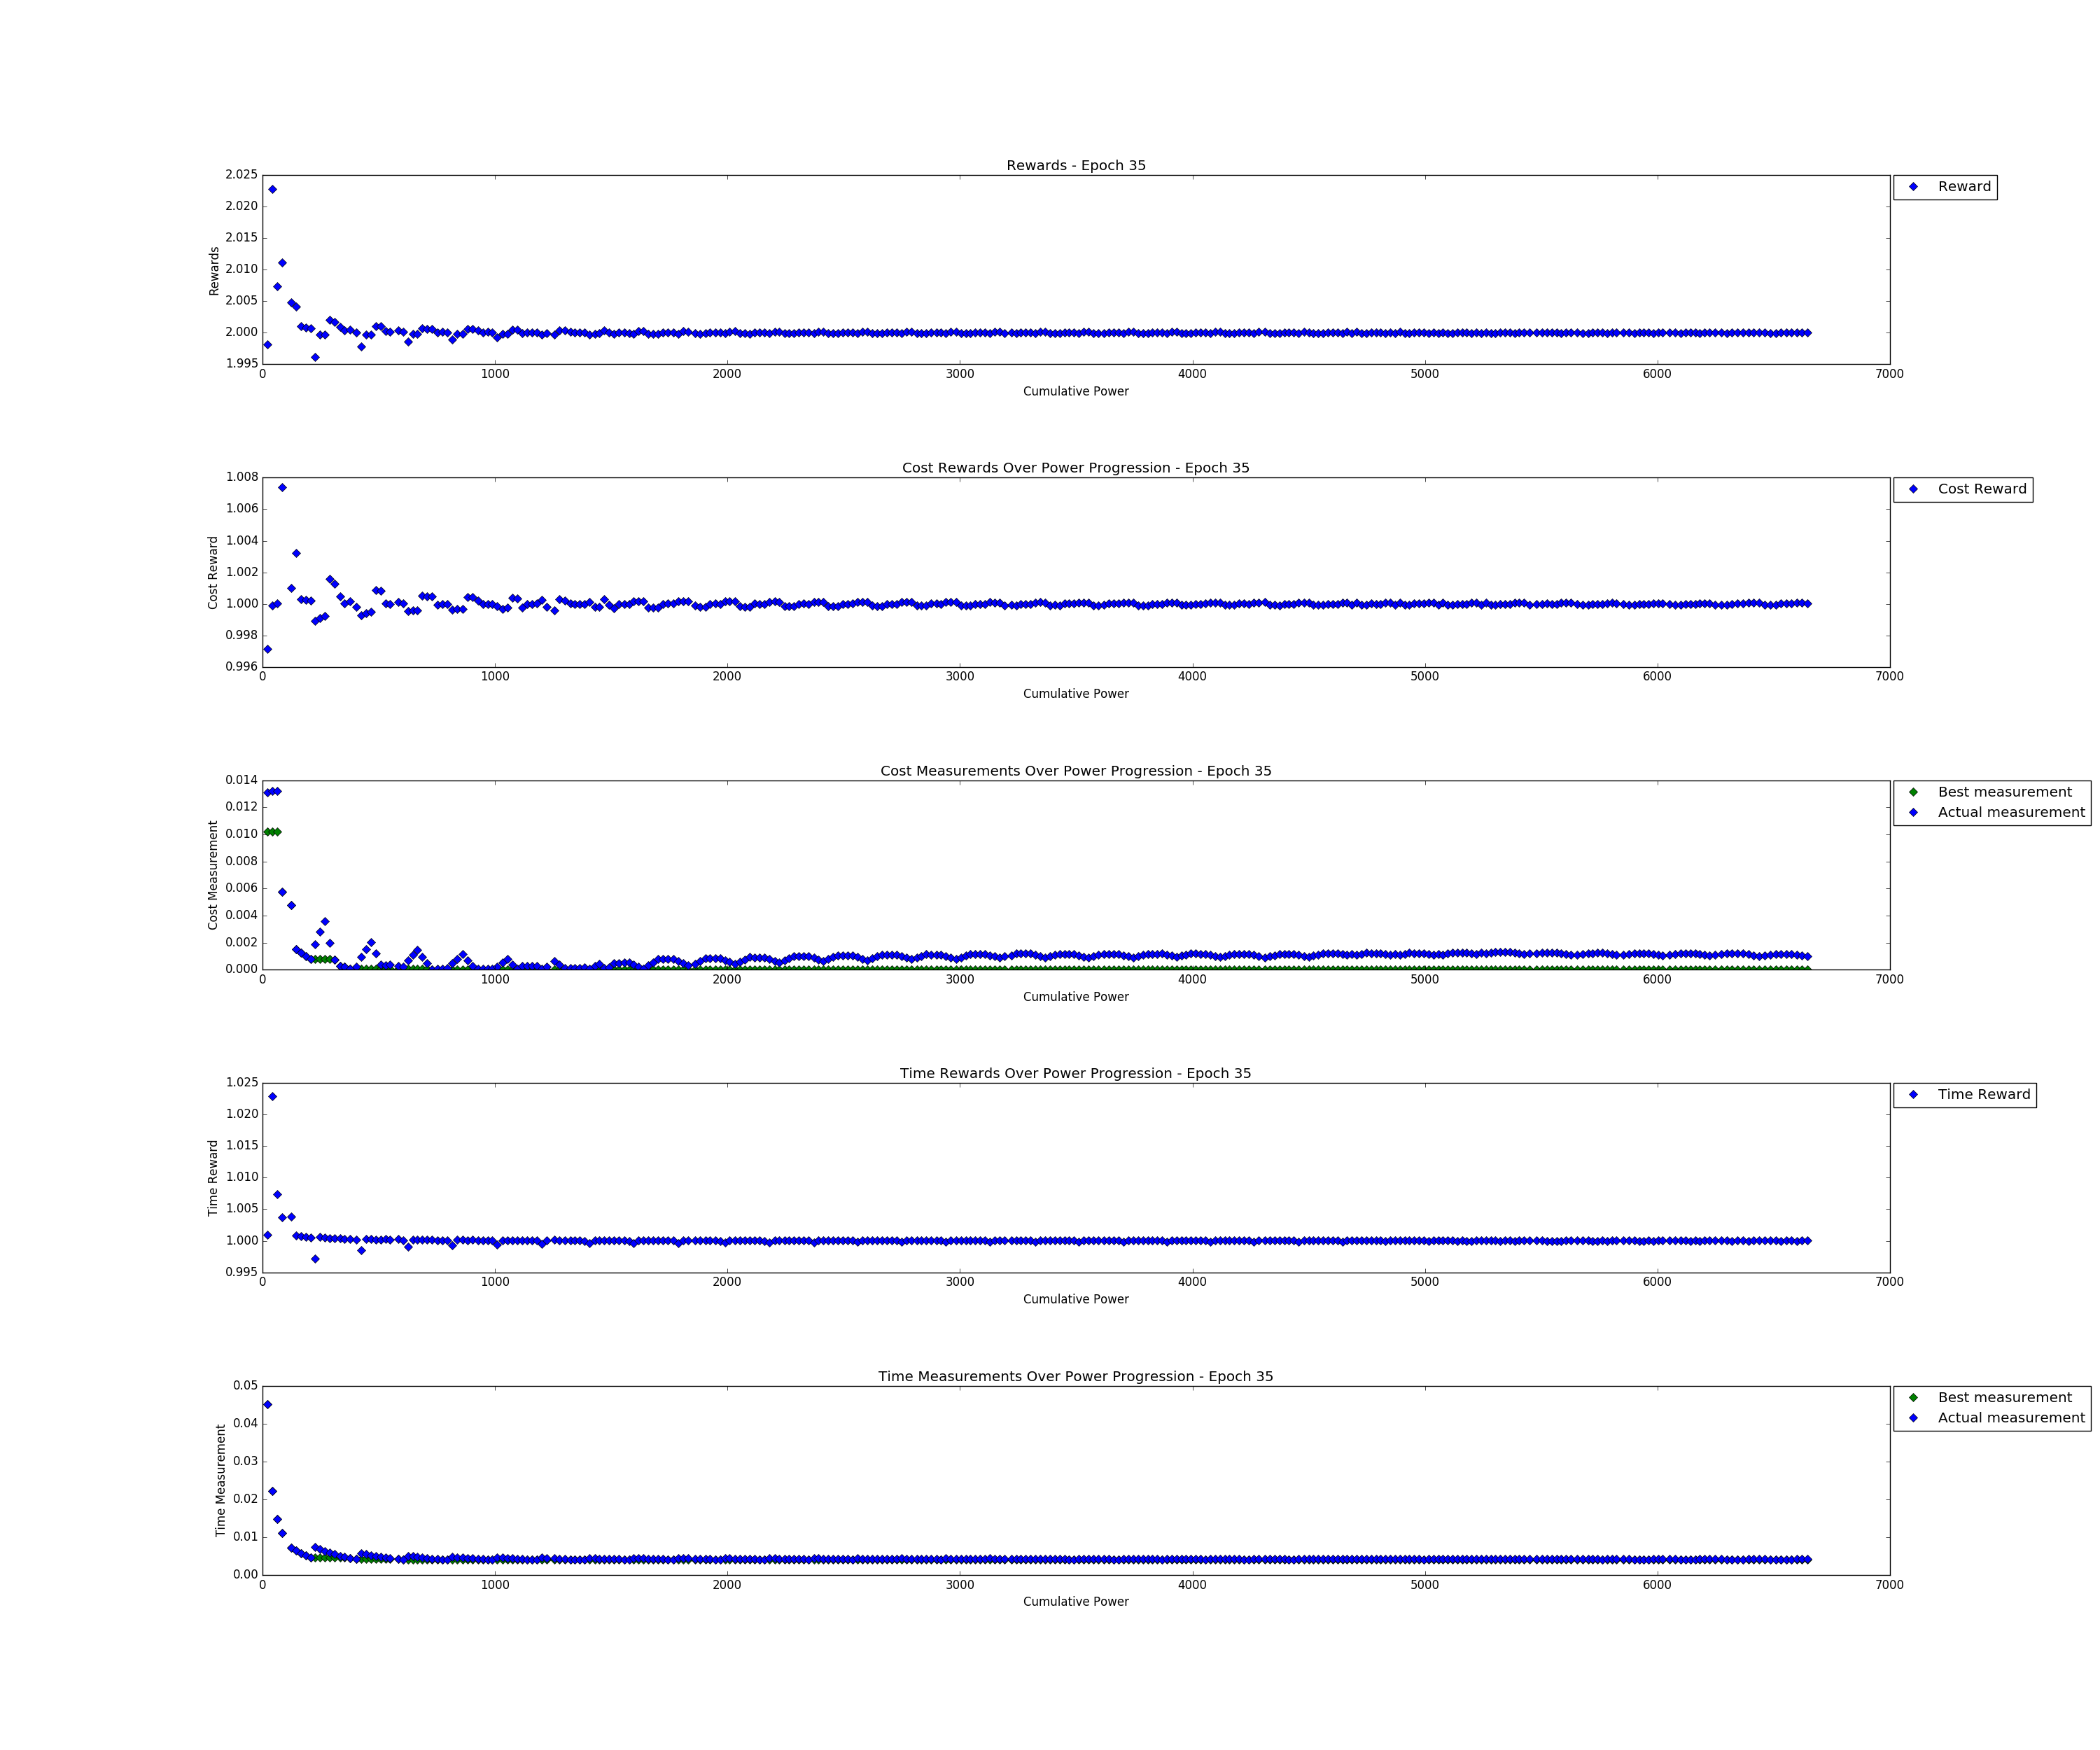 Rewards - Epoch 35
2.025
2.020
2.015
2.010
2.005
2.000
1.995
Rewards
0 1000 2000 3000 4000 5000 6000 7000
Cumulative Power
Reward
Cost Rewards Over Power Progression - Epoch 35
1.008
1.006
1.004
1.002
1.000
0.998
0.996
Cost Reward
0 1000 2000 3000 4000 5000 6000 7000
Cumulative Power
Cost Reward
Cost Measurements Over Power Progression - Epoch 35
0.014
0.012
0.010
0.008
0.006
0.004
0.002
0.000
Cost Measurement
0 1000 2000 3000 4000 5000 6000 7000
Cumulative Power
Best measurement
Actual measurement
Time Rewards Over Power Progression - Epoch 35
1.025
1.020
1.015
1.010
1.005
1.000
0.995
Time Reward
0 1000 2000 3000 4000 5000 6000 7000
Cumulative Power
Time Reward
Time Measurements Over Power Progression - Epoch 35
0.05
0.04
0.03
0.02
0.01
0.00
Time Measurement
0 1000 2000 3000 4000 5000 6000 7000
Cumulative Power
Best measurement
Actual measurement